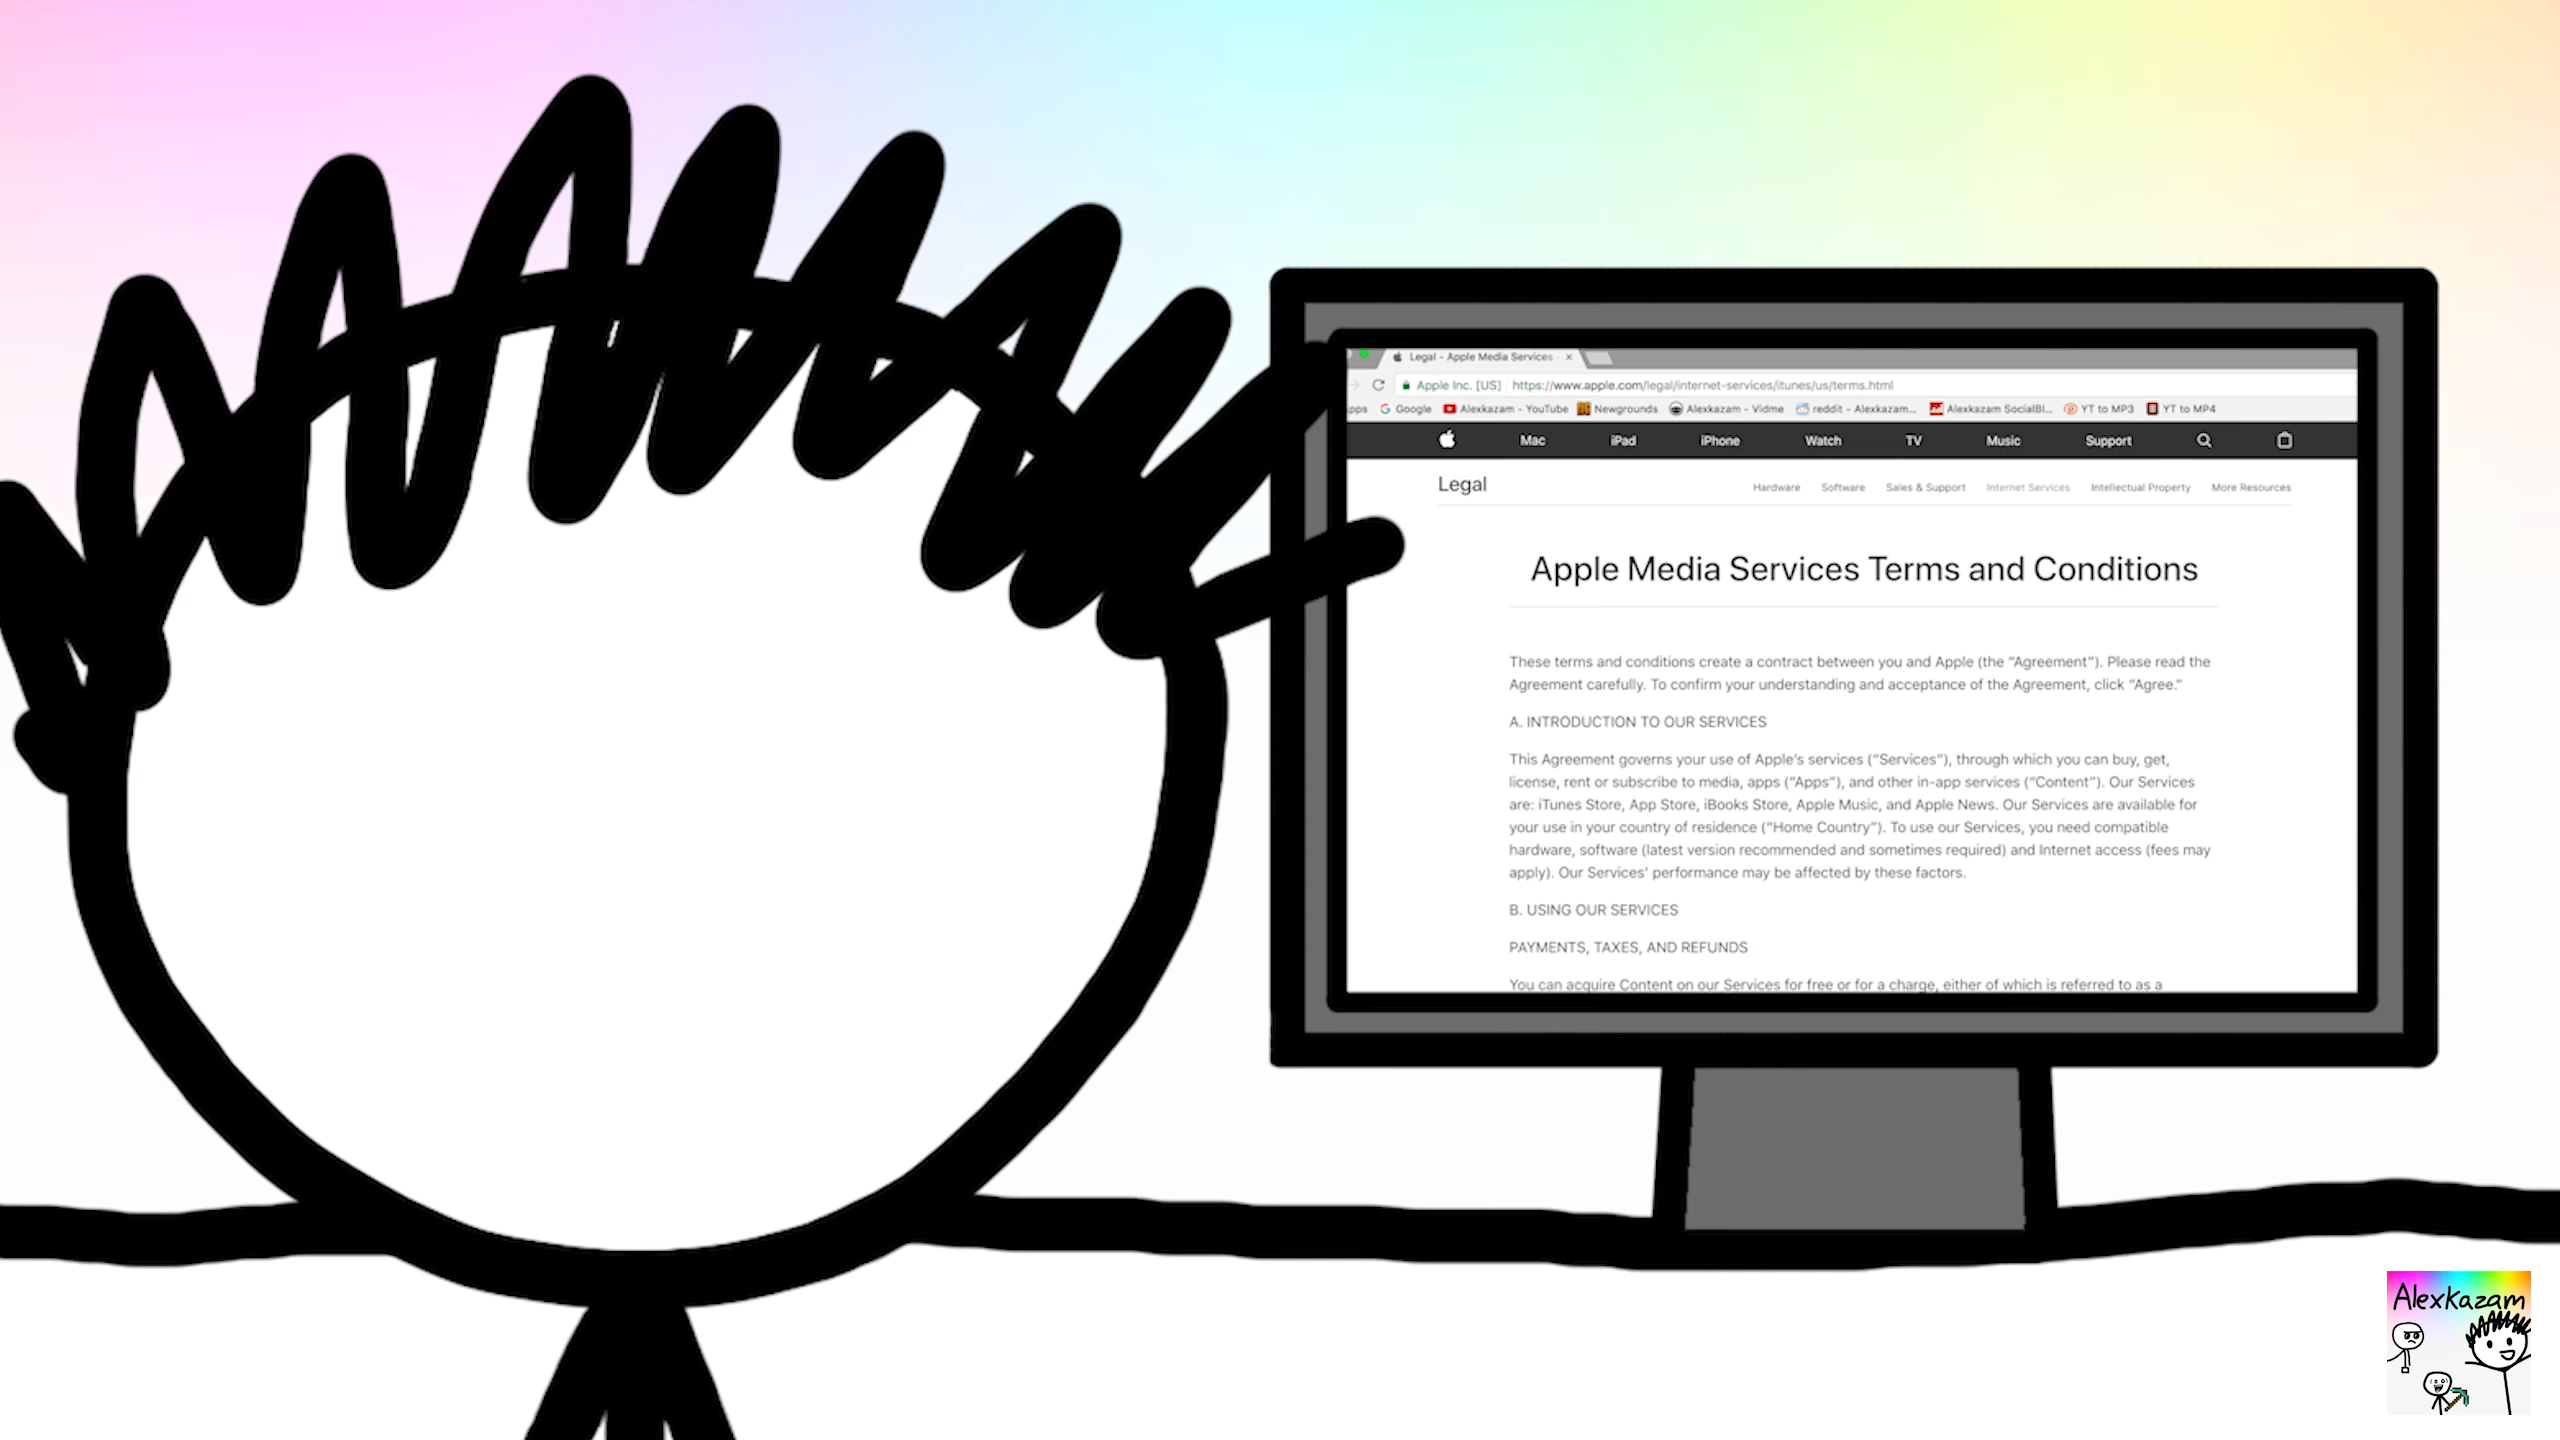 Legal - Apple Media Services
Apple Inc. [US] https://www.apple.com/legal/internet-services/itunes/us/terms.html
Google Alexkazam - YouTube Newgrounds Alexkazam - Vidme reddit - Alexkazam... Alexkazam SocialBl... YT to MP3 YT to MP4
Mac iPad iPhone Watch TV Music Support
Legal Hardware Software Sales & Support Internet Services Intellectual Property More Resources
Apple Media Services Terms and Conditions
These terms and conditions create a contract between you and Apple (the “Agreement”). Please read the
Agreement carefully. To confirm your understanding and acceptance of the Agreement, click “Agree.”
A. INTRODUCTION TO OUR SERVICES
This Agreement governs your use of Apple’s services (“Services”), through which you can buy, get,
license, rent or subscribe to media, apps (“Apps”), and other in-app services (“Content”). Our Services
are: iTunes Store, App Store, iBooks Store, Apple Music, and Apple News. Our Services are available for
your use in your country of residence (“Home Country”). To use our Services, you need compatible
hardware, software (latest version recommended and sometimes required) and Internet access (fees may
apply). Our Services’ performance may be affected by these factors.
B. USING OUR SERVICES
PAYMENTS, TAXES, AND REFUNDS
You can acquire Content on our Services for free or for a charge, either of which is referred to as a
AlexKazam